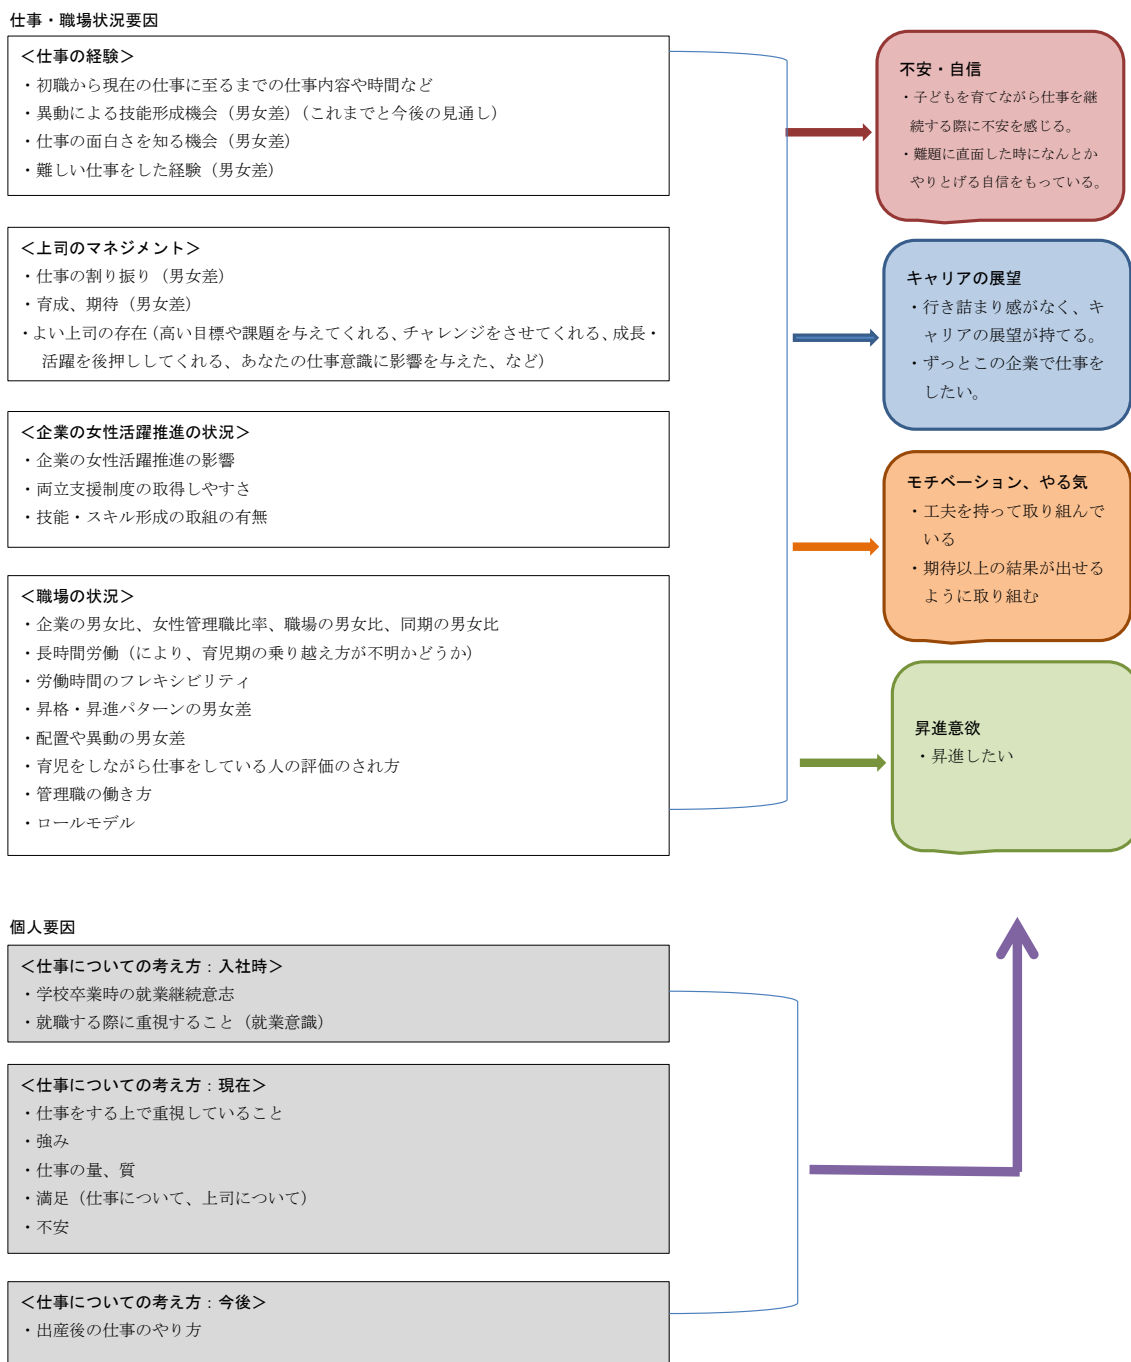 仕事・職場状況要因
＜仕事の経験＞
・初職から現在の仕事に至るまでの仕事内容や時間など
・異動による技能形成機会（男女差）（これまでと今後の見通し）
・仕事の面白さを知る機会（男女差）
・難しい仕事をした経験（男女差）
＜上司のマネジメント＞
・仕事の割り振り（男女差）
・育成、期待（男女差）
・よい上司の存在（高い目標や課題を与えてくれる、チャレンジをさせてくれる、成長・
活躍を後押ししてくれる、あなたの仕事意識に影響を与えた、など）
＜企業の女性活躍推進の状況＞
・企業の女性活躍推進の影響
・両立支援制度の取得しやすさ
・技能・スキル形成の取組の有無
＜職場の状況＞
・企業の男女比、女性管理職比率、職場の男女比、同期の男女比
・長時間労働（により、育児期の乗り越え方が不明かどうか）
・労働時間のフレキシビリティ
・昇格・昇進パターンの男女差
・配置や異動の男女差
・育児をしながら仕事をしている人の評価のされ方
・管理職の働き方
・ロールモデル
不安・自信
・子どもを育てながら仕事を継
続する際に不安を感じる。
・難題に直面した時になんとか
やりとげる自信をもっている。
キャリアの展望
・行き詰まり感がなく、キ
ャリアの展望が持てる。
・ずっとこの企業で仕事を
したい。
モチベーション、やる気
・工夫を持って取り組んで
いる
・期待以上の結果が出せる
ように取り組む
昇進意欲
・昇進したい
個人要因
＜仕事についての考え方：入社時＞
・学校卒業時の就業継続意志
・就職する際に重視すること（就業意識）
＜仕事についての考え方：現在＞
・仕事をする上で重視していること
・強み
・仕事の量、質
・満足（仕事について、上司について）
・不安
＜仕事についての考え方：今後＞
・出産後の仕事のやり方